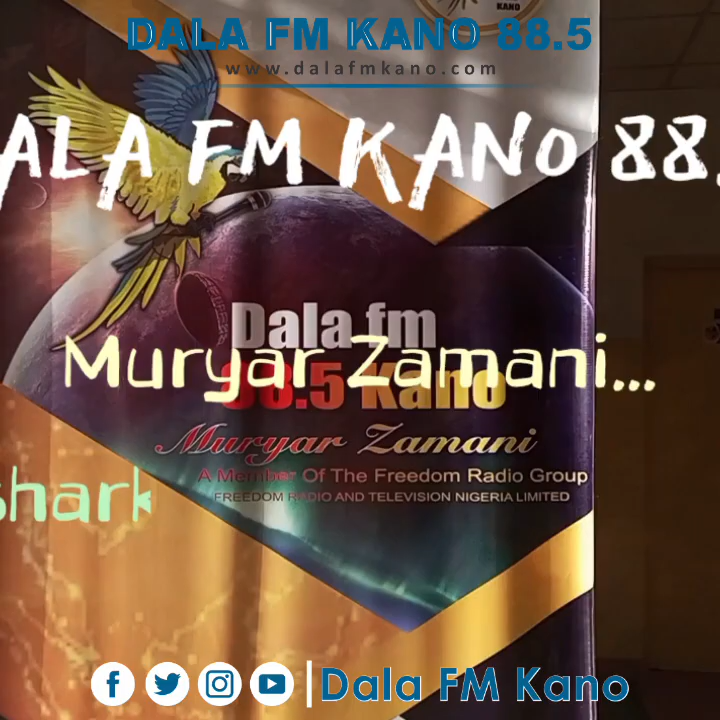 KANO
DALA FM KANO 88.5
www.dalafmkano.com
ALA FM KANO 88.
Dala fm
Muryar Zamani...
88.5 Kano
Muryar Zamani
A Member Of The Freedom Radio Group
shark
FREEDOM RADIO AND TELEVISION NIGERIA LIMITED
Dala FM Kano